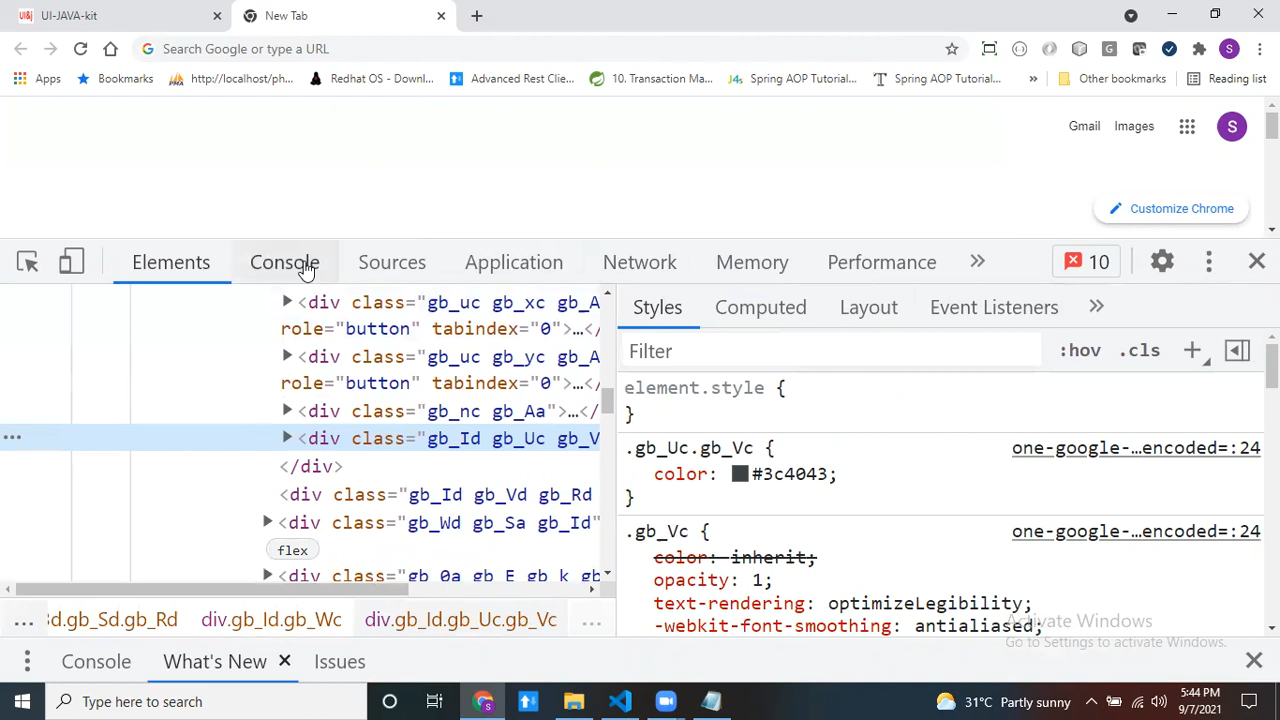 UI-JAVA-kit
New Tab
Search Google or type a URL
Apps
Bookmarks
http://localhost/ph...
Redhat OS - Downl...
Advanced Rest Clie...
10. Transaction Ma...
Spring AOP Tutorial...
Spring AOP Tutorial...
Other bookmarks
Reading list
Gmail
Images
Customize Chrome
Elements
Console
Sources
Application
Network
Memory
Performance
10
<div class="gb_uc gb_xc gb_A
role="button" tabindex="0">…</
<div class="gb_uc gb_yc gb_A
role="button" tabindex="0">…</
<div class="gb_nc gb_Aa">…</
<div class="gb_Id gb_Uc gb_V
</div>
<div class="gb_Id gb_Vd gb_Rd
<div class="gb_Wd gb_Sa gb_Id"
flex
<div class="gb_0a gb_E gb_k gb
... 3d.gb_Sd.gb_Rd div.gb_Id.gb_Wc div.gb_Id.gb_Uc.gb_Vc ...
Styles
Computed
Layout
Event Listeners
Filter
:hov .cls
element.style {
}
.gb_Uc.gb_Vc {
one-google-…encoded=:24
color: #3c4043;
}
.gb_Vc {
one-google-…encoded=:24
color: inherit;
opacity: 1;
text-rendering: optimizeLegibility;
-webkit-font-smoothing: antialiased;
Activate Windows
Go to Settings to activate Windows.
Console
What's New
Issues
Type here to search
31°C Partly sunny
5:44 PM
9/7/2021